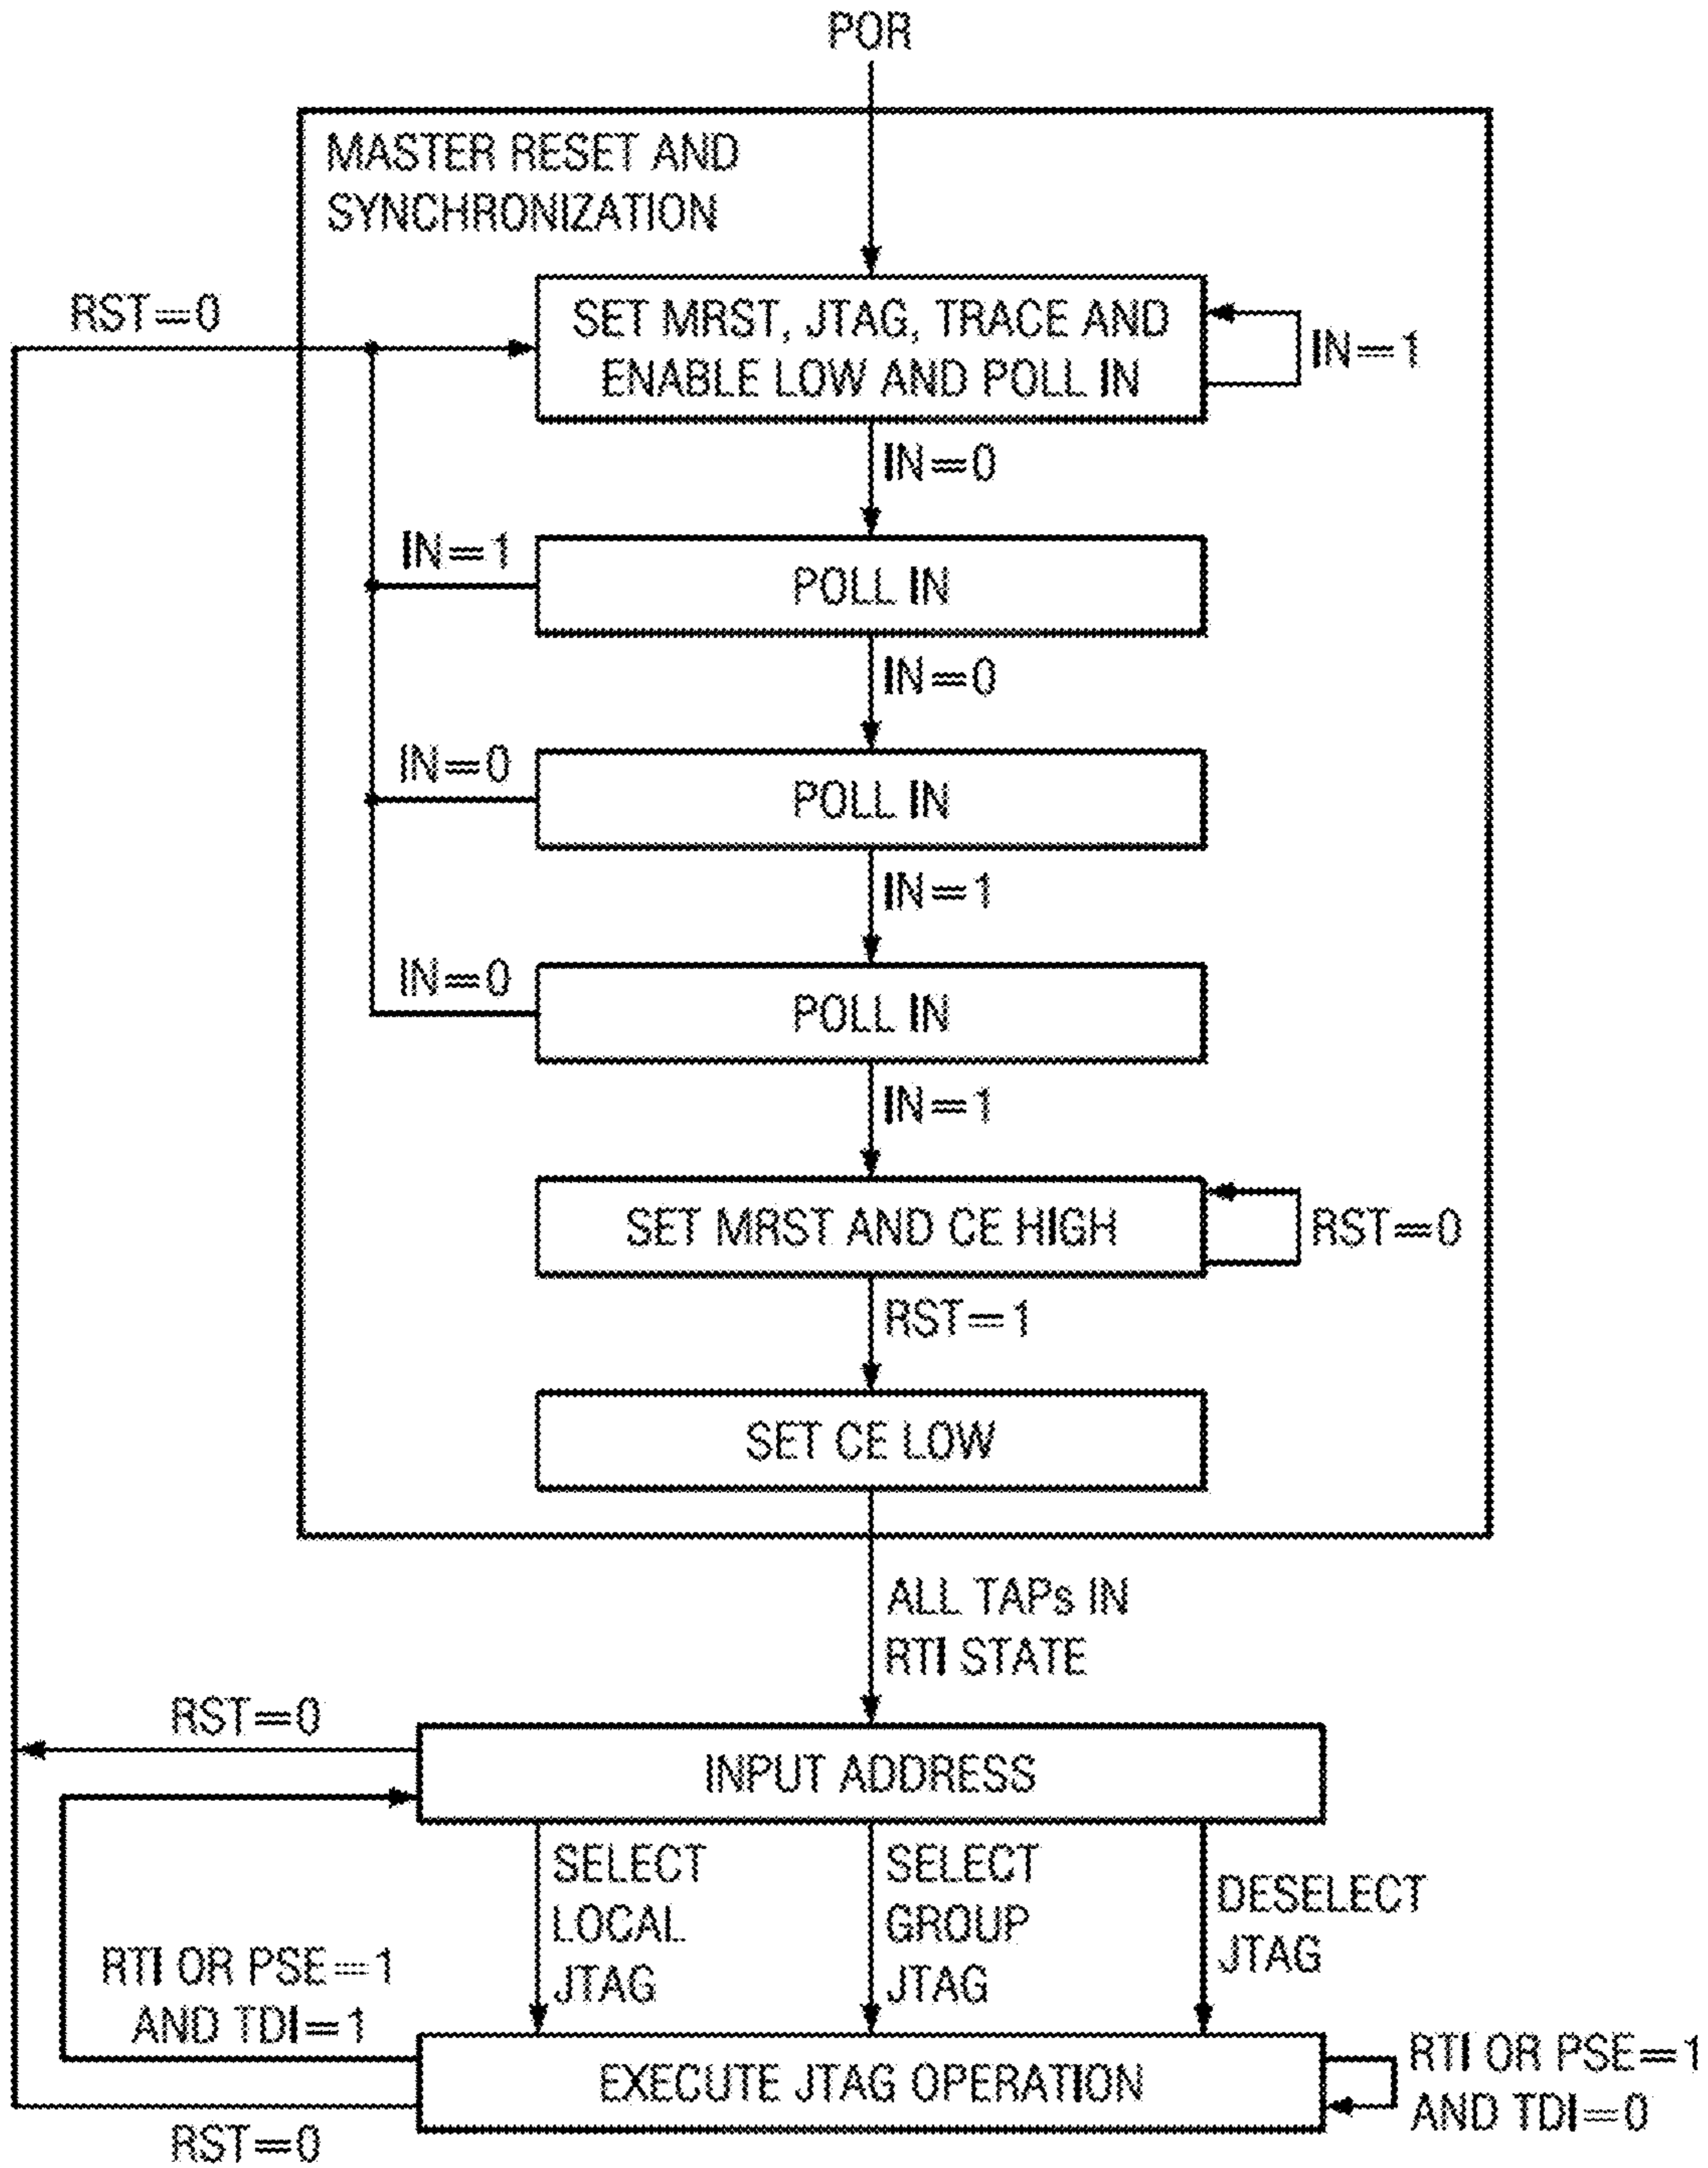 POR
MASTER RESET AND
SYNCHRONIZATION
RST=0
SET MRST, JTAG, TRACE AND
ENABLE LOW AND POLL IN
IN=1
IN=0
IN=1
POLL IN
IN=0
IN=0
POLL IN
IN=1
IN=0
POLL IN
IN=1
SET MRST AND CE HIGH
RST=0
RST=1
SET CE LOW
ALL TAPs IN
RTI STATE
RST=0
INPUT ADDRESS
SELECT
LOCAL
JTAG
SELECT
GROUP
JTAG
DESELECT
JTAG
RTI OR PSE=1
AND TDI=1
EXECUTE JTAG OPERATION
RTI OR PSE=1
AND TDI=0
RST=0